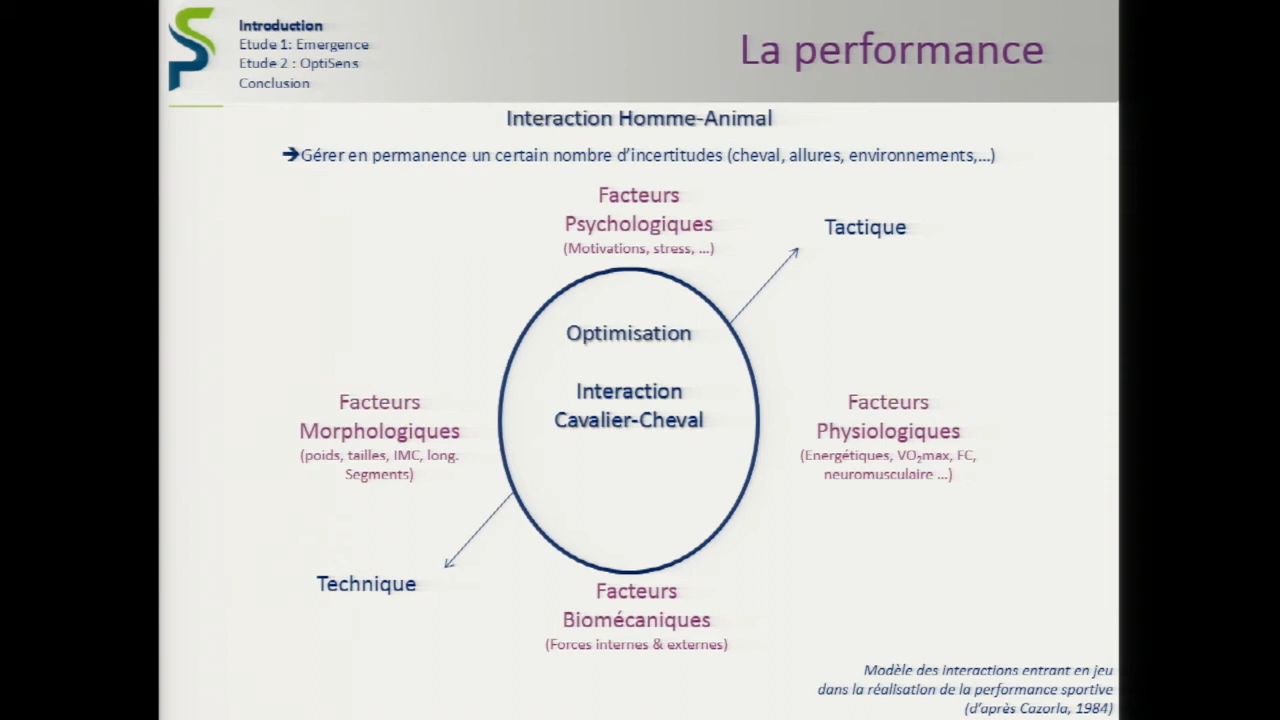 Introduction
Etude 1: Emergence
Etude 2 : OptiSens
Conclusion
La performance
Interaction Homme-Animal
➔Gérer en permanence un certain nombre d'incertitudes (cheval, allures, environnements,...)
Facteurs
Psychologiques
(Motivations, stress, ...)
Tactique
Optimisation
Interaction
Cavalier-Cheval
Facteurs
Morphologiques
(poids, tailles, IMC, long.
Segments)
Facteurs
Physiologiques
(Energétiques, VO₂max, FC,
neuromusculaire ...)
Technique
Facteurs
Biomécaniques
(Forces internes & externes)
Modèle des interactions entrant en jeu
dans la réalisation de la performance sportive
(d'après Cazorla, 1984)